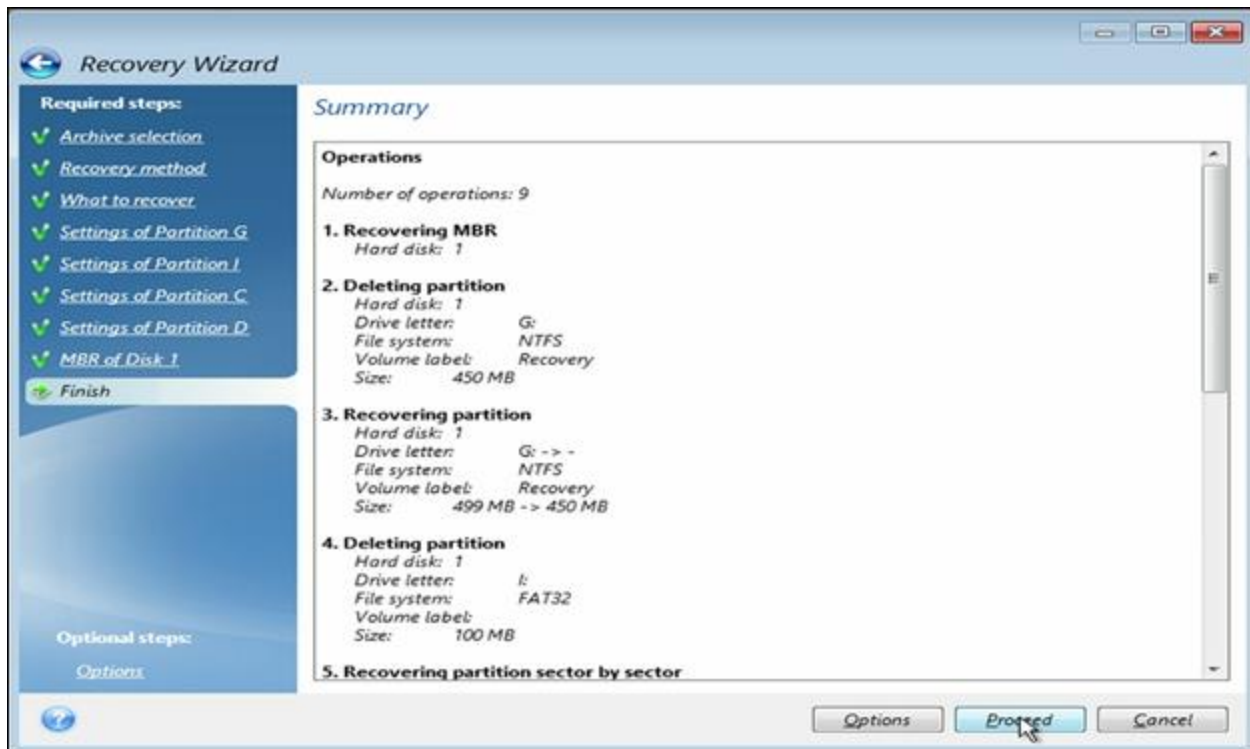 Recovery Wizard
Required steps:
Archive selection
Recovery method
What to recover
Settings of Partition G
Settings of Partition I
Settings of Partition C
Settings of Partition D
MBR of Disk 1
Finish
Optional steps:
Options
Summary
Operations
Number of operations: 9
1. Recovering MBR
Hard disk: 1
2. Deleting partition
Hard disk: 1
Drive letter: G:
File system: NTFS
Volume label: Recovery
Size: 450 MB
3. Recovering partition
Hard disk: 1
Drive letter: G: -> -
File system: NTFS
Volume label: Recovery
Size: 499 MB -> 450 MB
4. Deleting partition
Hard disk: 1
Drive letter: I:
File system: FAT32
Volume label:
Size: 100 MB
5. Recovering partition sector by sector
Options
Proceed
Cancel